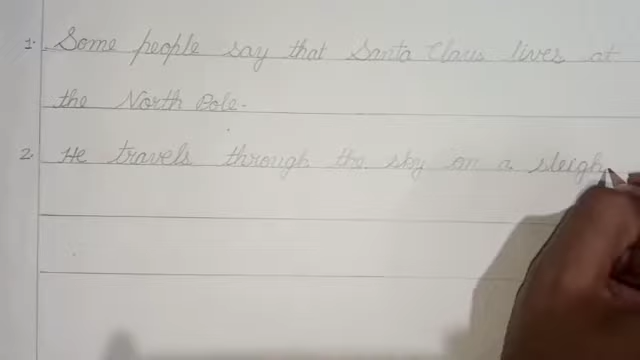 1. Some people say that Santa Claus lives at
the North Pole.
2. He travels through the sky on a sleigh